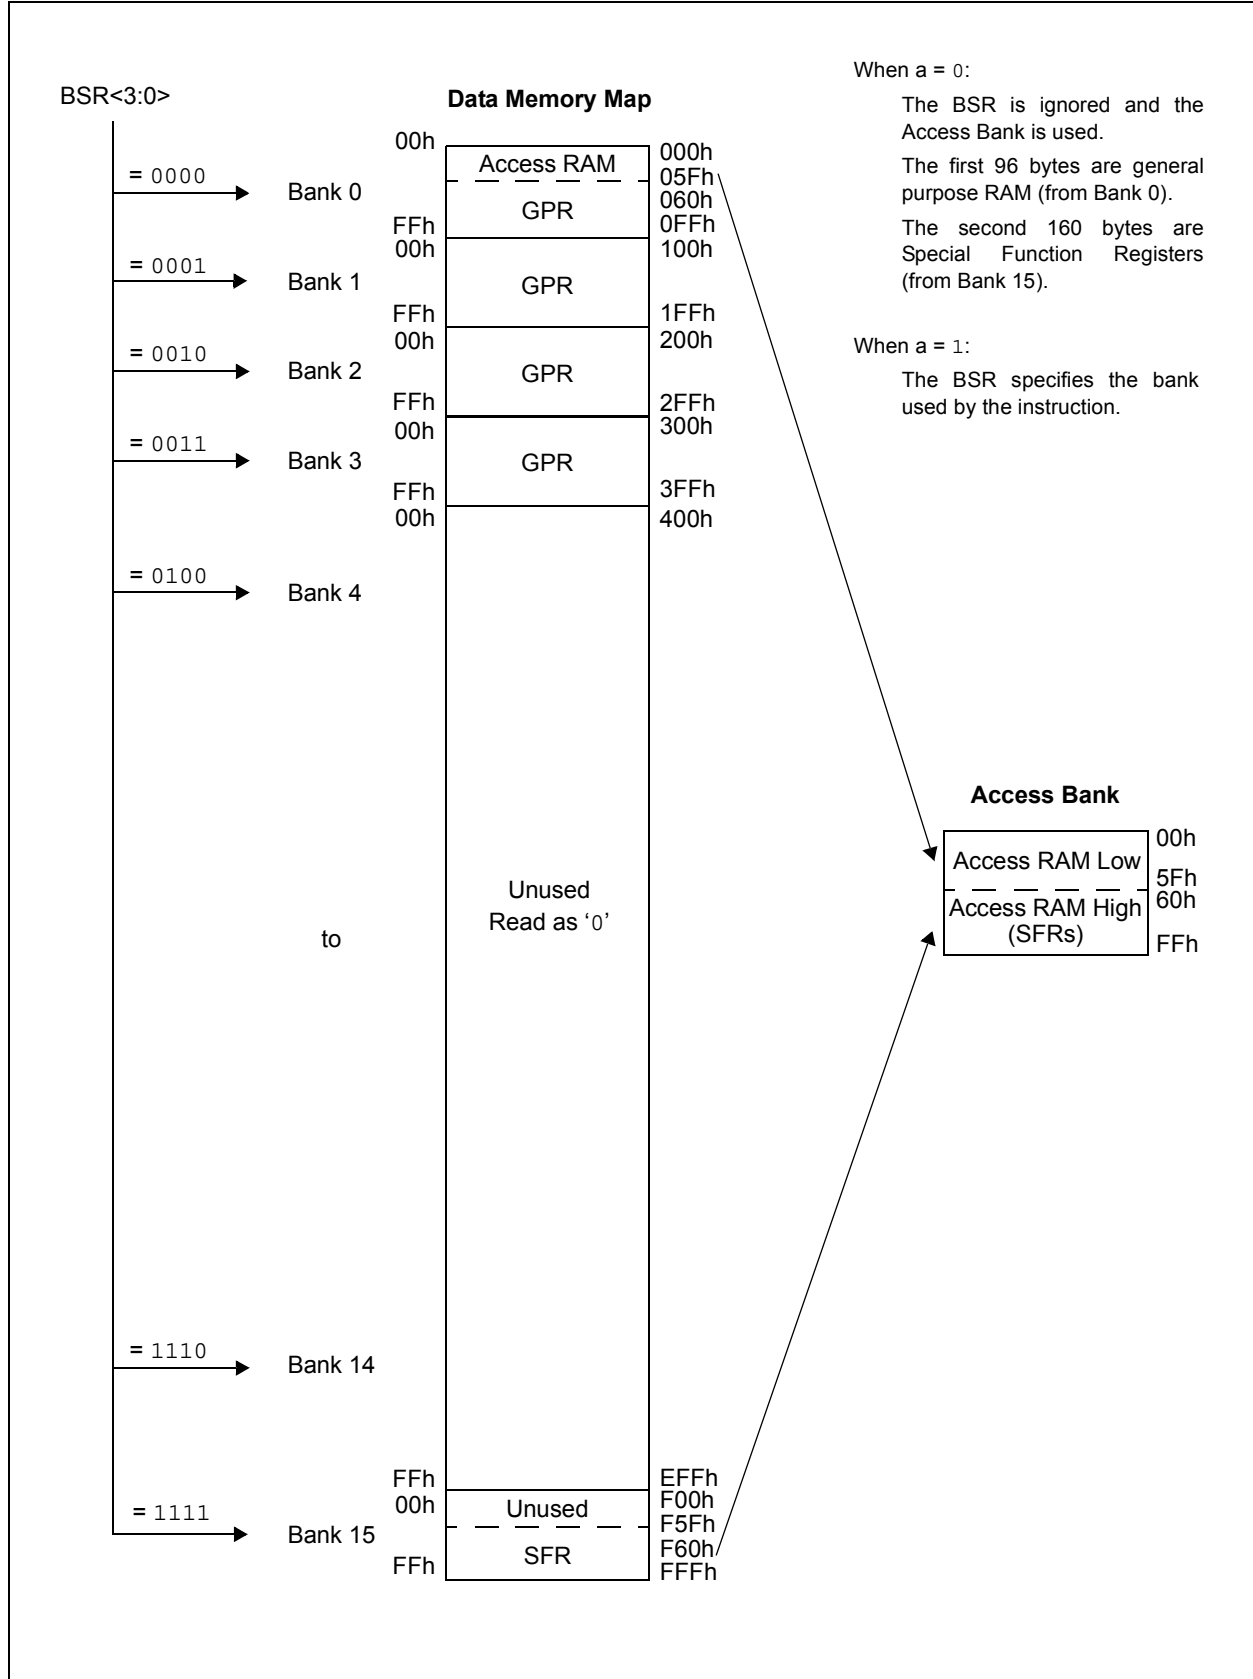 BSR<3:0>
Data Memory Map
When a = 0:
The BSR is ignored and the
Access Bank is used.
The first 96 bytes are general
purpose RAM (from Bank 0).
The second 160 bytes are
Special Function Registers
(from Bank 15).
When a = 1:
The BSR specifies the bank
used by the instruction.
= 0000
Bank 0
00h
FFh
Access RAM
GPR
000h
05Fh
060h
0FFh
= 0001
Bank 1
00h
FFh
GPR
100h
1FFh
= 0010
Bank 2
00h
FFh
GPR
200h
2FFh
= 0011
Bank 3
00h
FFh
GPR
300h
3FFh
= 0100
Bank 4
00h
400h
to
Unused
Read as ‘0’
= 1110
Bank 14
FFh
EFFh
= 1111
Bank 15
00h
FFh
Unused
SFR
F00h
F5Fh
F60h
FFFh
Access Bank
Access RAM Low
Access RAM High
(SFRs)
00h
5Fh
60h
FFh